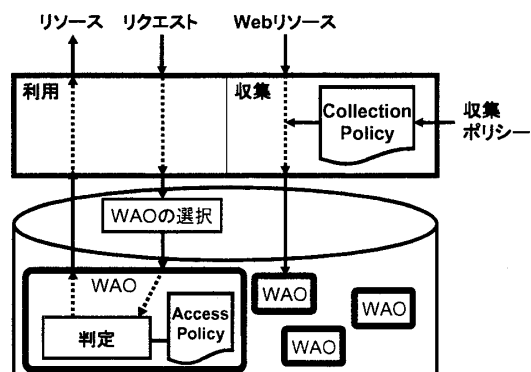 リソース リクエスト Webリソース
利用 収集
Collection
Policy
収集
ポリシー
WAOの選択
WAO
判定
Access
Policy
WAO
WAO
WAO